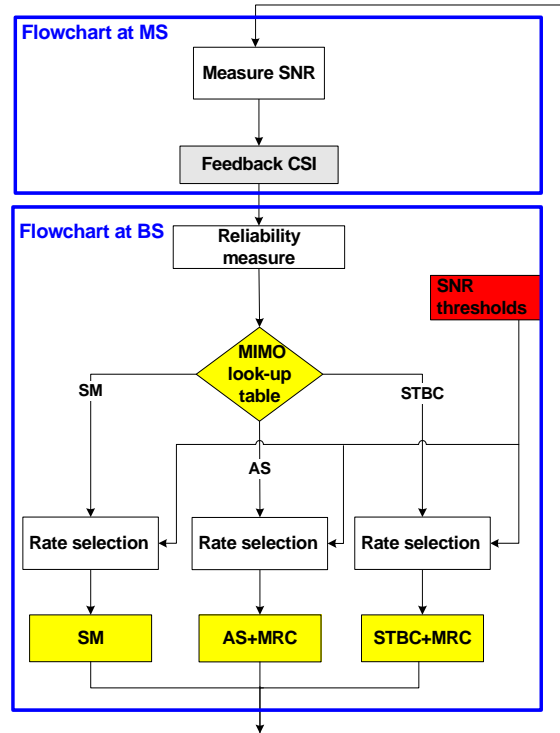 Flowchart at MS
Measure SNR
Feedback CSI
Flowchart at BS
Reliability
measure
SNR
thresholds
MIMO
look-up
table
SM
STBC
AS
Rate selection
Rate selection
Rate selection
SM
AS+MRC
STBC+MRC